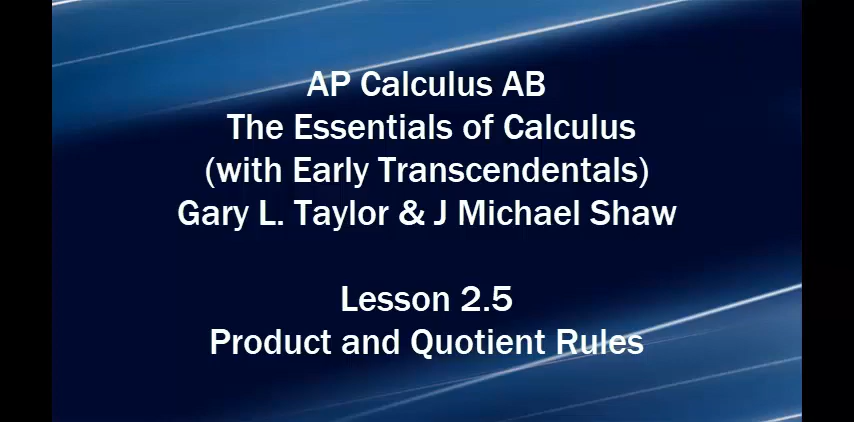 AP Calculus AB
The Essentials of Calculus
(with Early Transcendentals)
Gary L. Taylor & J Michael Shaw
Lesson 2.5
Product and Quotient Rules